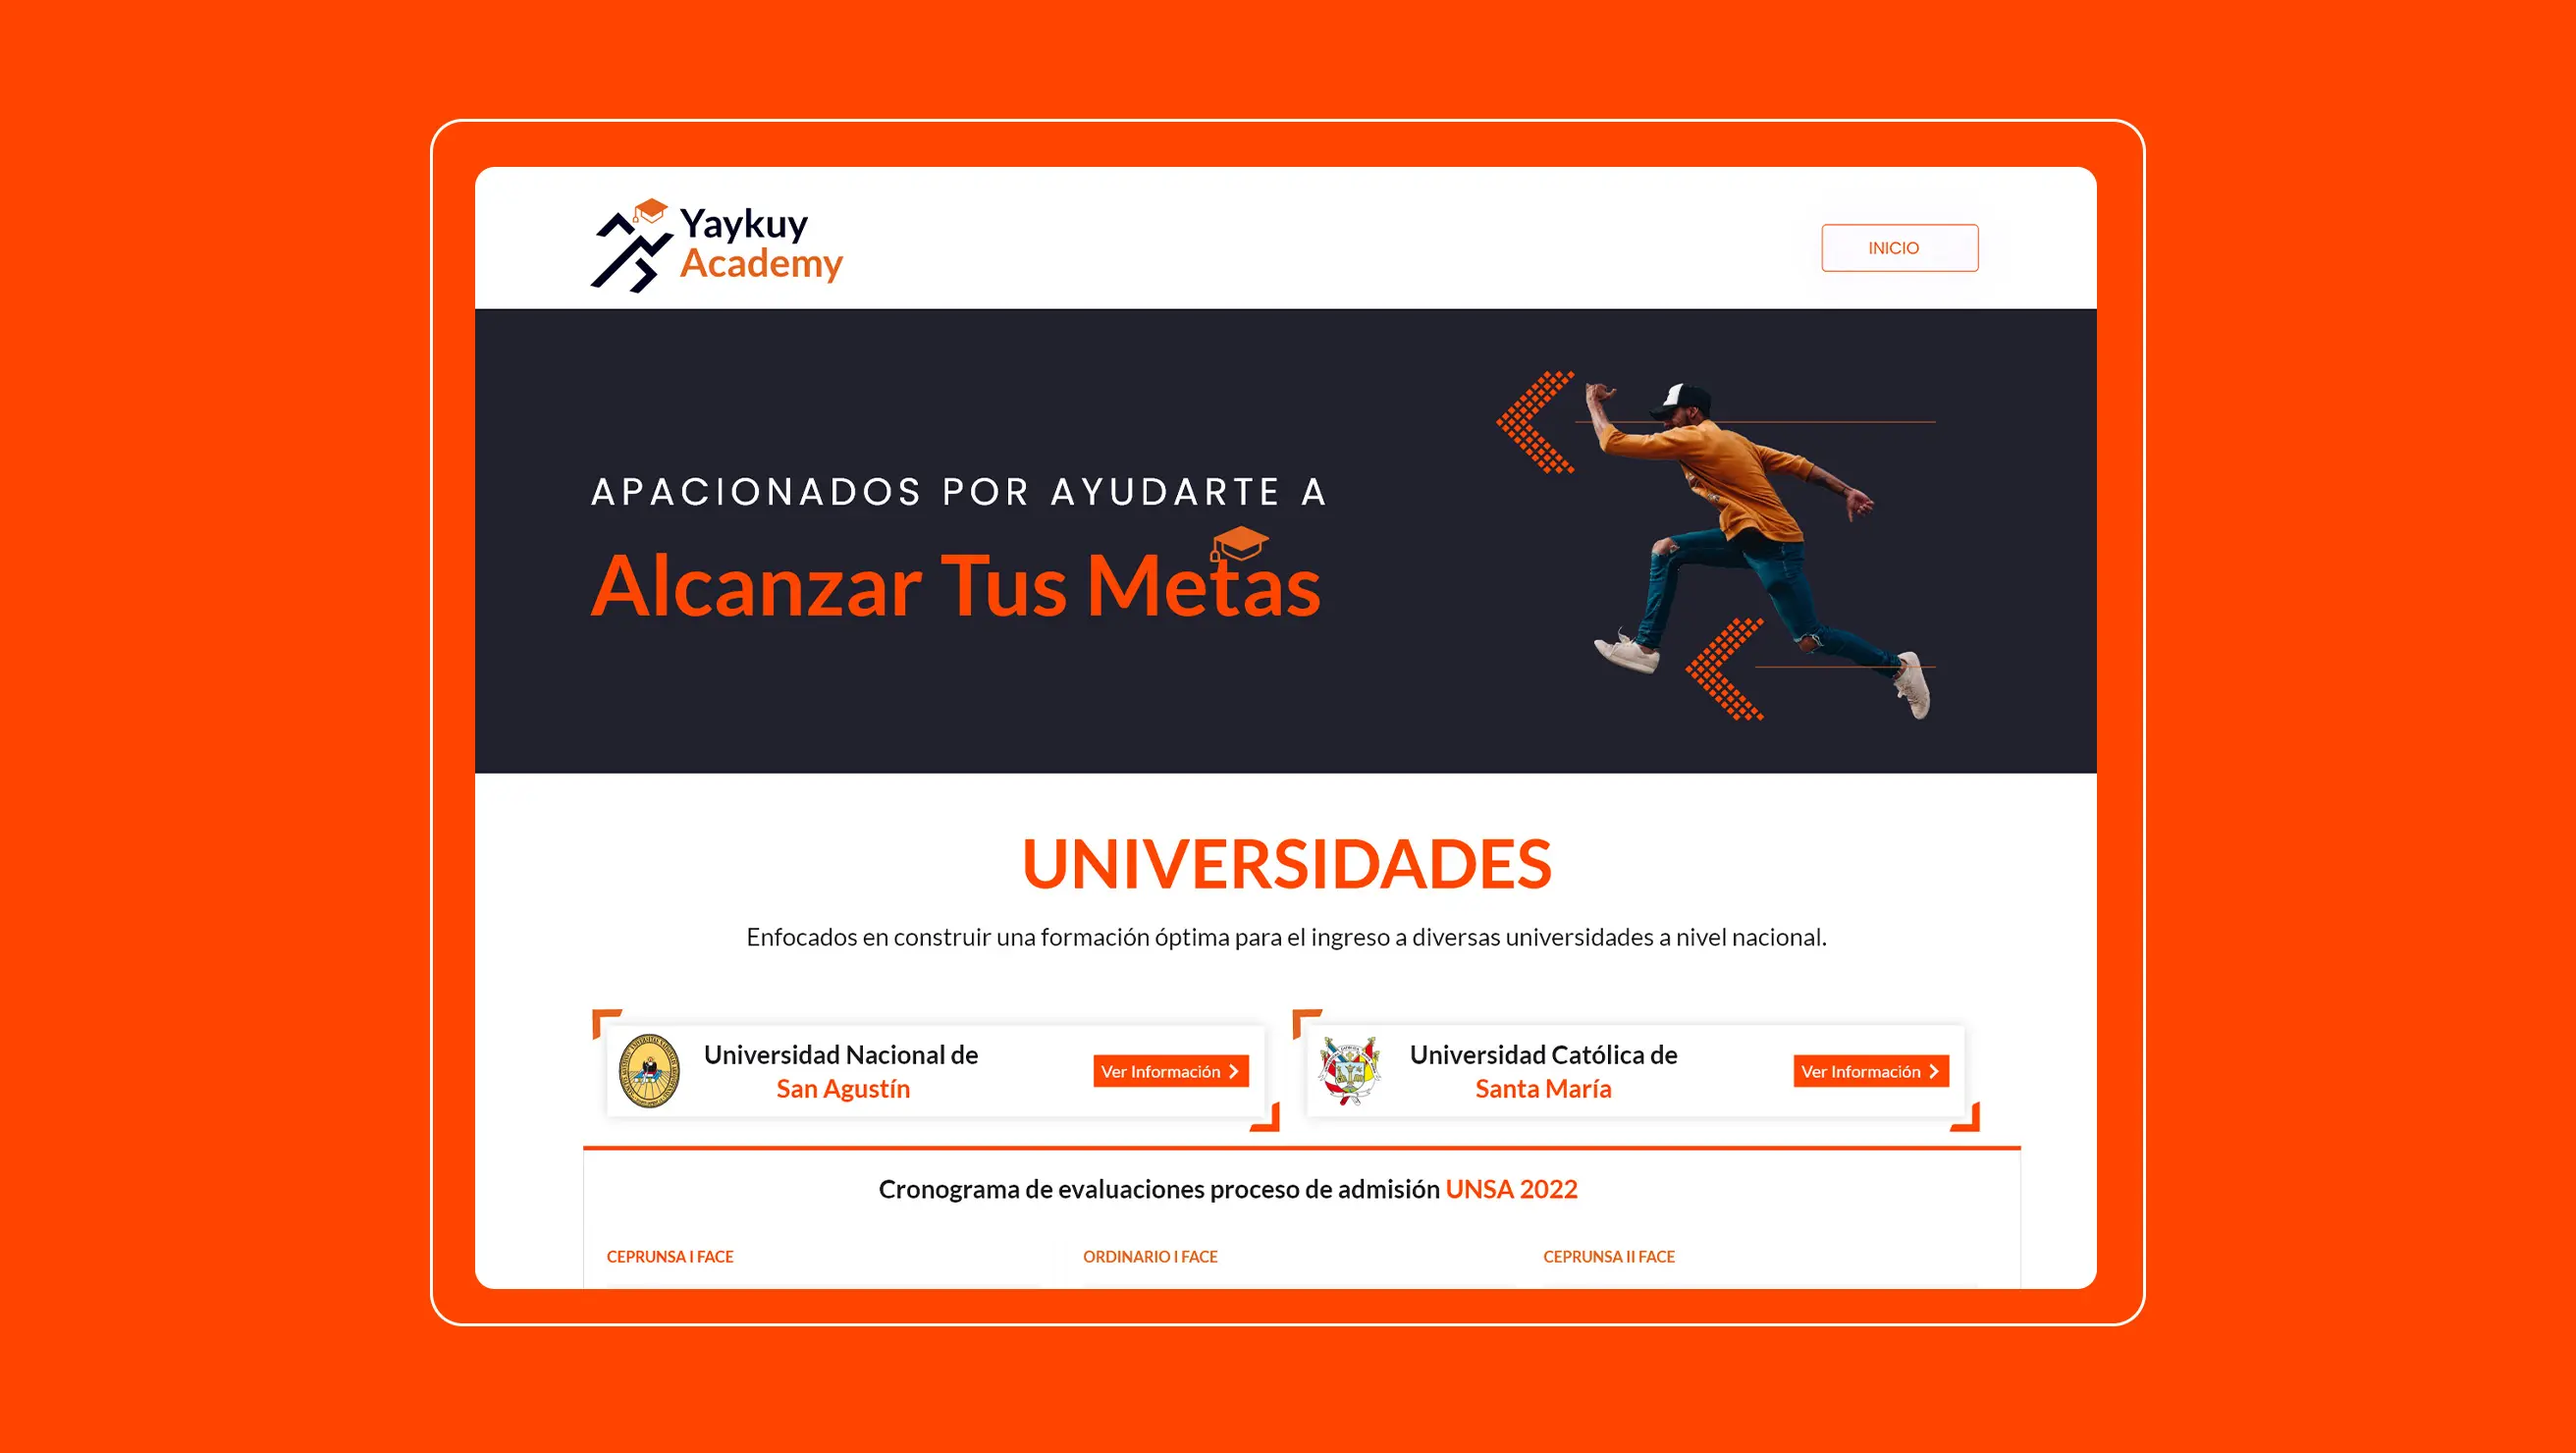 Yaykuy
Academy
INICIO
APACIONADOS POR AYUDARTE A
Alcanzar Tus Metas
UNIVERSIDADES
Enfocados en construir una formación óptima para el ingreso a diversas universidades a nivel nacional.
Universidad Nacional de
San Agustín
Ver Información
Universidad Católica de
Santa María
Ver Información
Cronograma de evaluaciones proceso de admisión UNSA 2022
CEPRUNSA I FACE
ORDINARIO I FACE
CEPRUNSA II FACE